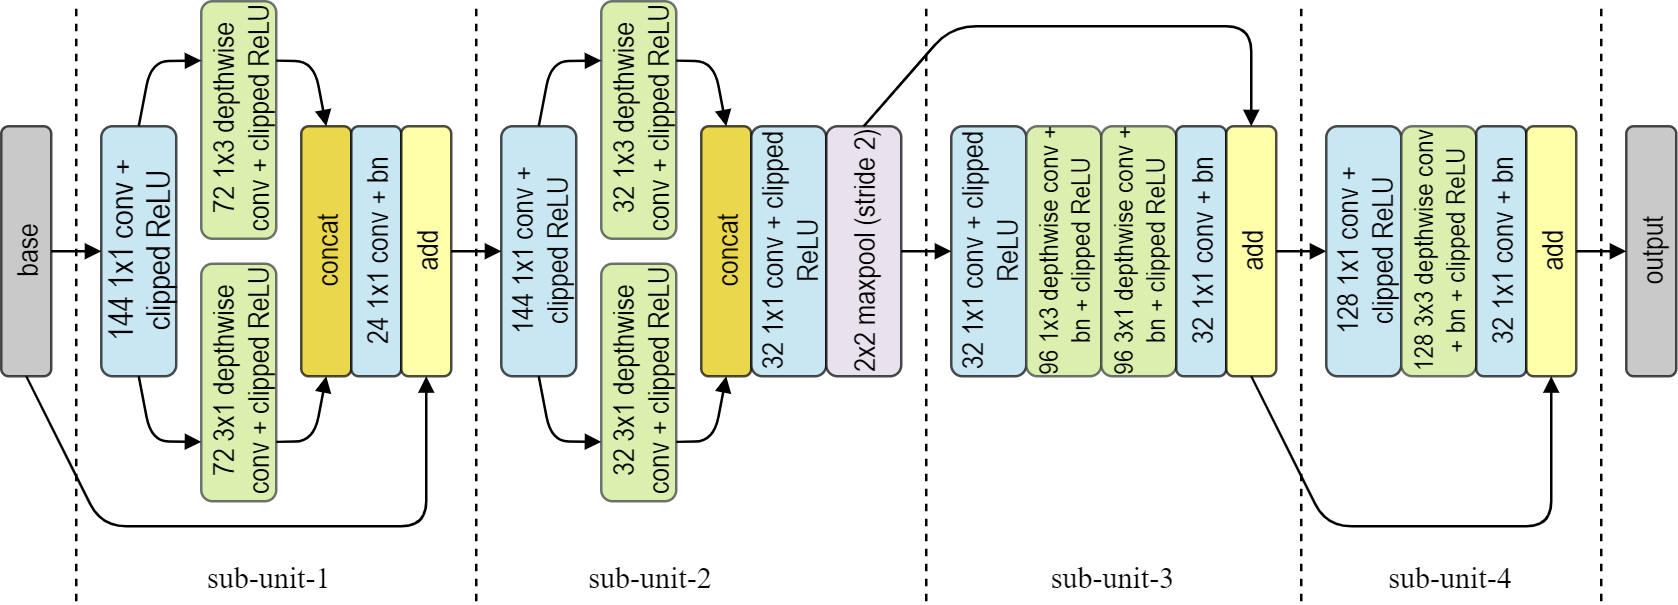 base
144 1x1 conv +
clipped ReLU
72 1x3 depthwise
conv + clipped ReLU
72 3x1 depthwise
conv + clipped ReLU
concat
24 1x1 conv + bn
add
sub-unit-1
144 1x1 conv +
clipped ReLU
32 1x3 depthwise
conv + clipped ReLU
32 3x1 depthwise
conv + clipped ReLU
concat
32 1x1 conv + clipped
ReLU
2x2 maxpool (stride 2)
sub-unit-2
32 1x1 conv + clipped
ReLU
96 1x3 depthwise conv +
bn + clipped ReLU
96 3x1 depthwise conv +
bn + clipped ReLU
32 1x1 conv + bn
add
sub-unit-3
128 1x1 conv +
clipped ReLU
128 3x3 depthwise conv
+ bn + clipped ReLU
32 1x1 conv + bn
add
sub-unit-4
output